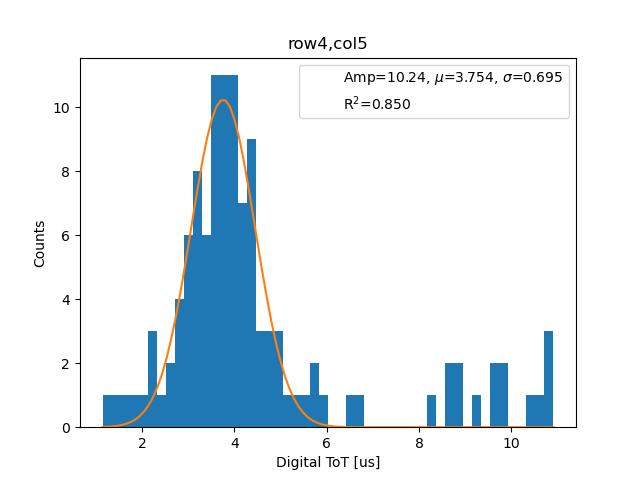 row4,col5
Amp=10.24, μ=3.754, σ=0.695
R²=0.850
10
8
6
4
2
0
Counts
2 4 6 8 10
Digital ToT [us]